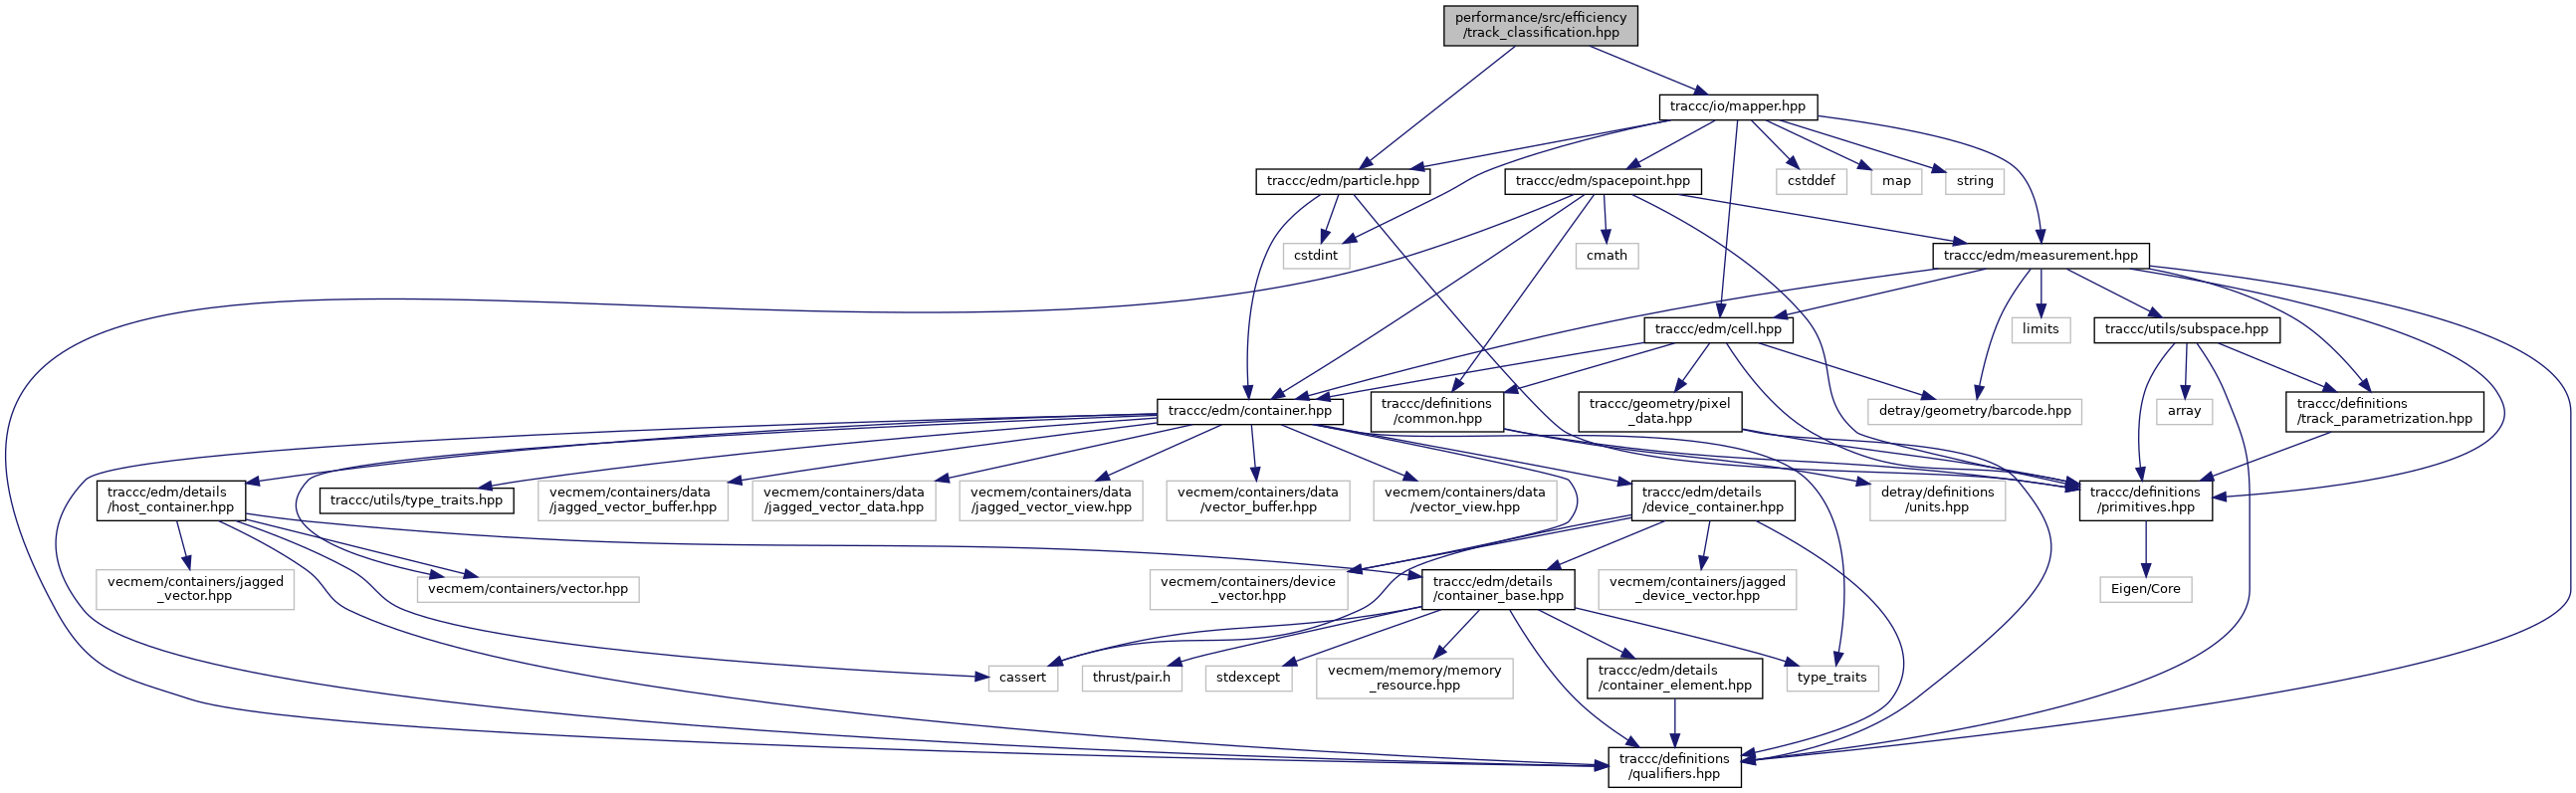 performance/src/efficiency
/track_classification.hpp
traccc/io/mapper.hpp
traccc/edm/particle.hpp
traccc/edm/spacepoint.hpp
cstddef
map
string
cstdint
cmath
traccc/edm/measurement.hpp
traccc/edm/cell.hpp
limits
traccc/utils/subspace.hpp
traccc/edm/container.hpp
traccc/definitions
/common.hpp
traccc/geometry/pixel
_data.hpp
detray/geometry/barcode.hpp
array
traccc/definitions
/track_parametrization.hpp
traccc/edm/details
/host_container.hpp
traccc/utils/type_traits.hpp
vecmem/containers/data
/jagged_vector_buffer.hpp
vecmem/containers/data
/jagged_vector_data.hpp
vecmem/containers/data
/jagged_vector_view.hpp
vecmem/containers/data
/vector_buffer.hpp
vecmem/containers/data
/vector_view.hpp
traccc/edm/details
/device_container.hpp
detray/definitions
/units.hpp
traccc/definitions
/primitives.hpp
vecmem/containers/jagged
_vector.hpp
vecmem/containers/vector.hpp
vecmem/containers/device
_vector.hpp
traccc/edm/details
/container_base.hpp
vecmem/containers/jagged
_device_vector.hpp
Eigen/Core
cassert
thrust/pair.h
stdexcept
vecmem/memory/memory
_resource.hpp
traccc/edm/details
/container_element.hpp
type_traits
traccc/definitions
/qualifiers.hpp